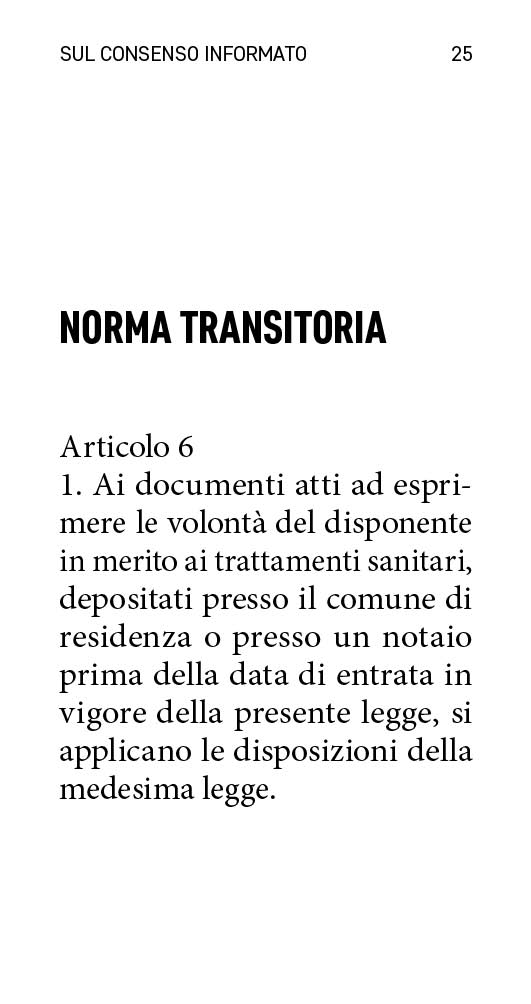 SUL CONSENSO INFORMATO 25
NORMA TRANSITORIA
Articolo 6
1. Ai documenti atti ad espri-
mere le volontà del disponente
in merito ai trattamenti sanitari,
depositati presso il comune di
residenza o presso un notaio
prima della data di entrata in
vigore della presente legge, si
applicano le disposizioni della
medesima legge.